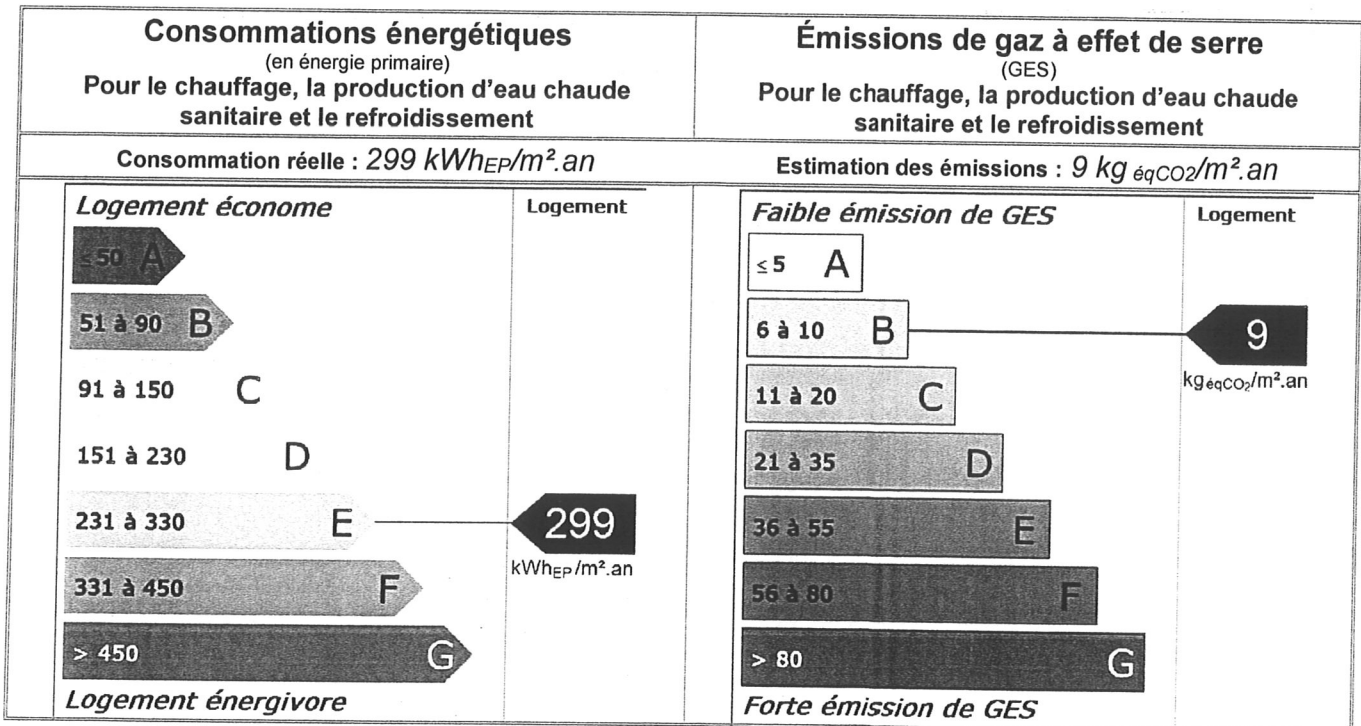 Consommations énergétiques
(en énergie primaire)
Pour le chauffage, la production d'eau chaude
sanitaire et le refroidissement
Consommation réelle : 299 kWhEP/m².an
Logement économe
Logement
≤ 50 A
51 à 90 B
91 à 150 C
151 à 230 D
231 à 330 E
299
kWhEP/m².an
331 à 450 F
> 450 G
Logement énergivore
Émissions de gaz à effet de serre
(GES)
Pour le chauffage, la production d'eau chaude
sanitaire et le refroidissement
Estimation des émissions : 9 kg éqCO2/m².an
Faible émission de GES
Logement
≤ 5 A
6 à 10 B
9
kgéqCO₂/m².an
11 à 20 C
21 à 35 D
36 à 55 E
56 à 80 F
> 80 G
Forte émission de GES